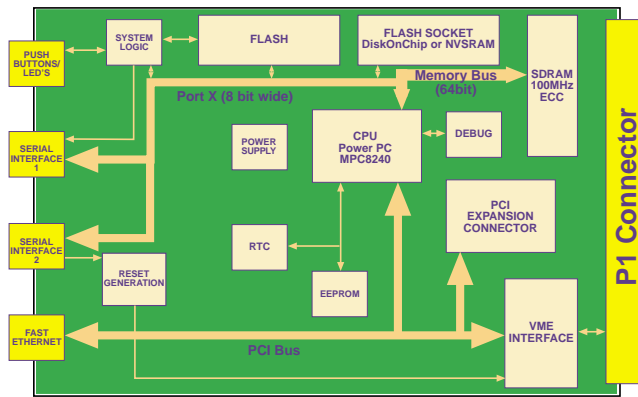 PUSH
BUTTONS/
LED'S
SYSTEM
LOGIC
FLASH
FLASH SOCKET
DiskOnChip or NVSRAM
SDRAM
100MHz
ECC
Memory Bus
(64bit)
Port X (8 bit wide)
SERIAL
INTERFACE
1
POWER
SUPPLY
CPU
Power PC
MPC8240
DEBUG
PCI
EXPANSION
CONNECTOR
SERIAL
INTERFACE
2
RTC
RESET
GENERATION
EEPROM
FAST
ETHERNET
PCI Bus
VME
INTERFACE
P1 Connector